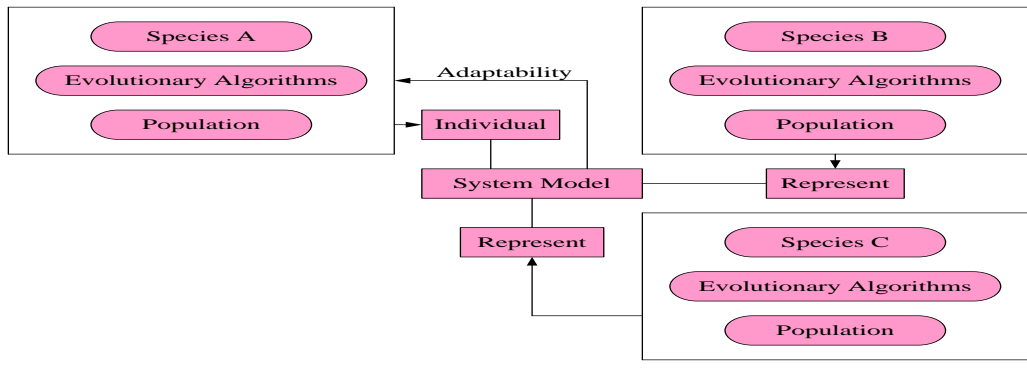 Species A
Evolutionary Algorithms
Population
Adaptability
Individual
System Model
Represent
Species B
Evolutionary Algorithms
Population
Represent
Species C
Evolutionary Algorithms
Population